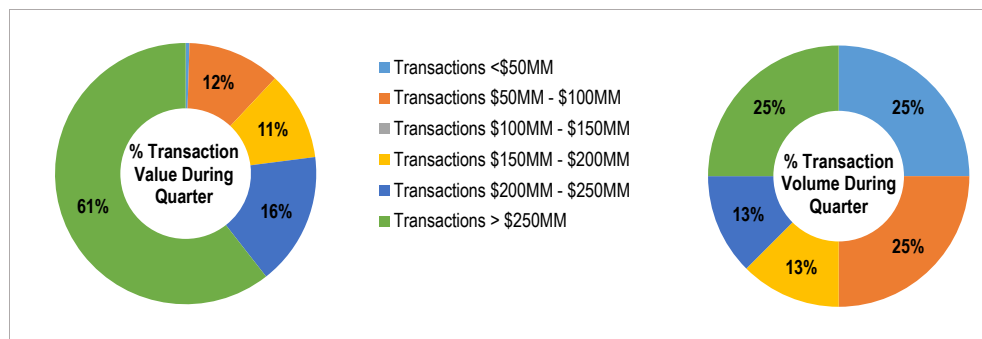 12%
11%
16%
61%
% Transaction
Value During
Quarter
Transactions <$50MM
Transactions $50MM - $100MM
Transactions $100MM - $150MM
Transactions $150MM - $200MM
Transactions $200MM - $250MM
Transactions > $250MM
25%
25%
13%
13%
25%
% Transaction
Volume During
Quarter